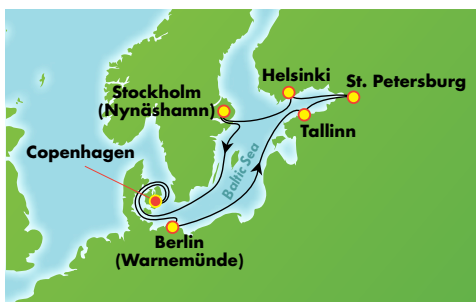 Helsinki
St. Petersburg
Stockholm
(Nynäshamn)
Tallinn
Copenhagen
Baltic Sea
Berlin
(Warnemünde)